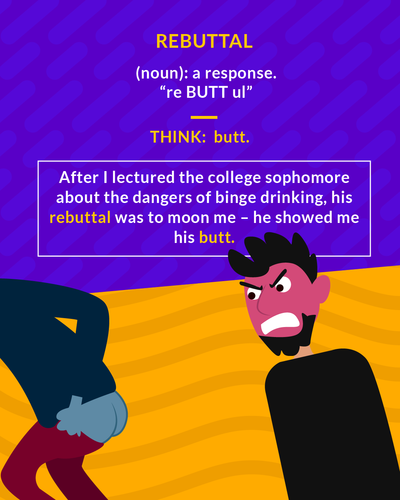 REBUTTAL
(noun): a response.
“re BUTT ul”
THINK: butt.
After I lectured the college sophomore
about the dangers of binge drinking, his
rebuttal was to moon me – he showed me
his butt.